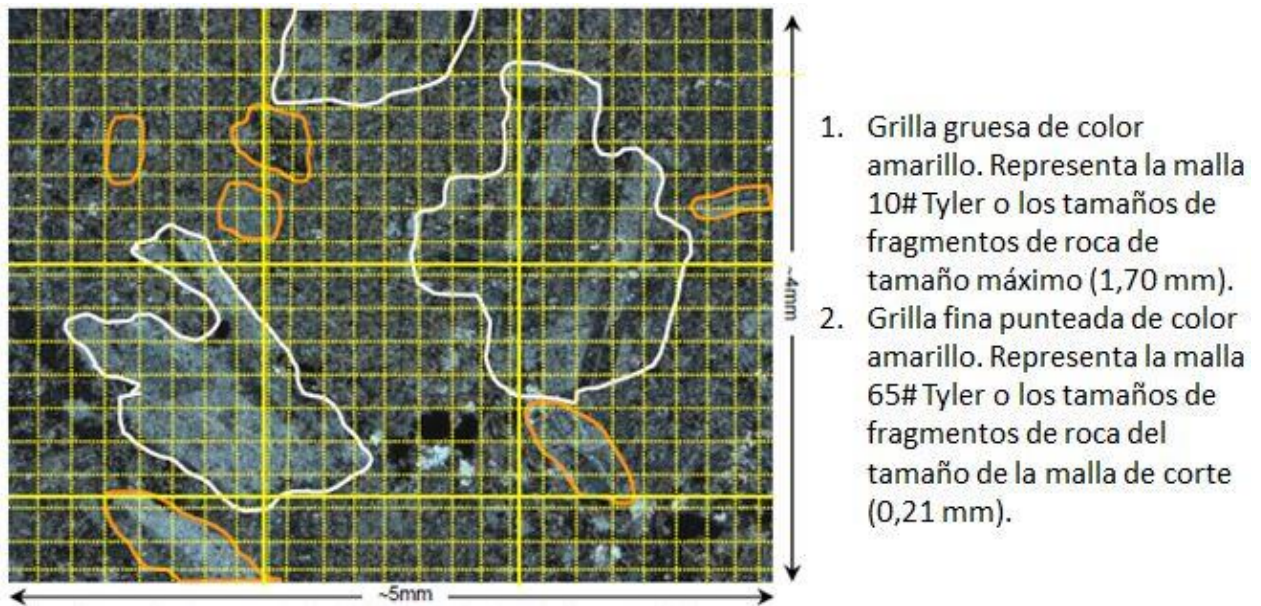 ~4mm
~5mm
1. Grilla gruesa de color
amarillo. Representa la malla
10# Tyler o los tamaños de
fragmentos de roca de
tamaño máximo (1,70 mm).
2. Grilla fina punteada de color
amarillo. Representa la malla
65# Tyler o los tamaños de
fragmentos de roca del
tamaño de la malla de corte
(0,21 mm).